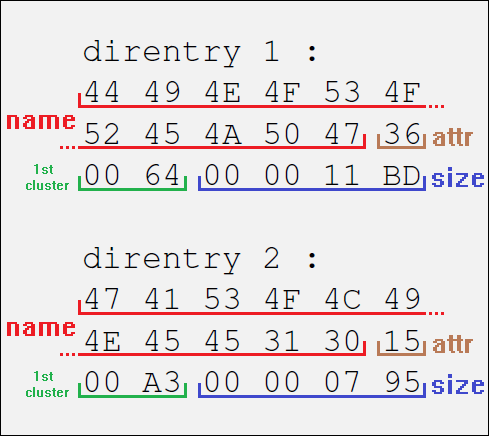 direntry 1 :
44 49 4E 4F 53 4F
name
52 45 4A 50 47 36 attr
1st
cluster
00 64 00 00 11 BD size
direntry 2 :
47 41 53 4F 4C 49
name
4E 45 45 31 30 15 attr
1st
cluster
00 A3 00 00 07 95 size